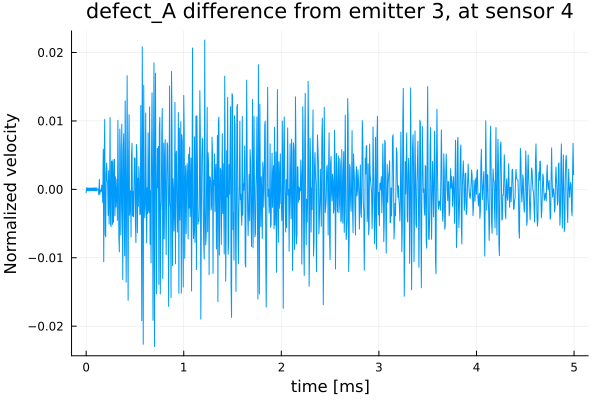 defect_A difference from emitter 3, at sensor 4
Normalized velocity
0.02
0.01
0.00
−0.01
−0.02
0 1 2 3 4 5
time [ms]